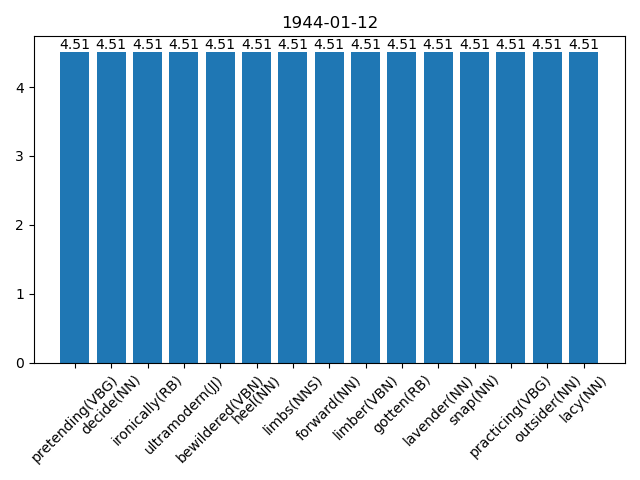 1944-01-12
4.51 4.51 4.51 4.51 4.51 4.51 4.51 4.51 4.51 4.51 4.51 4.51 4.51 4.51 4.51
4
3
2
1
0
pretending(VBG)
decide(NN)
ironically(RB)
ultramodern(JJ)
bewildered(VBN)
heel(NN)
limbs(NNS)
forward(NN)
limber(VBN)
gotten(RB)
lavender(NN)
snap(NN)
practicing(VBG)
outsider(NN)
lacy(NN)